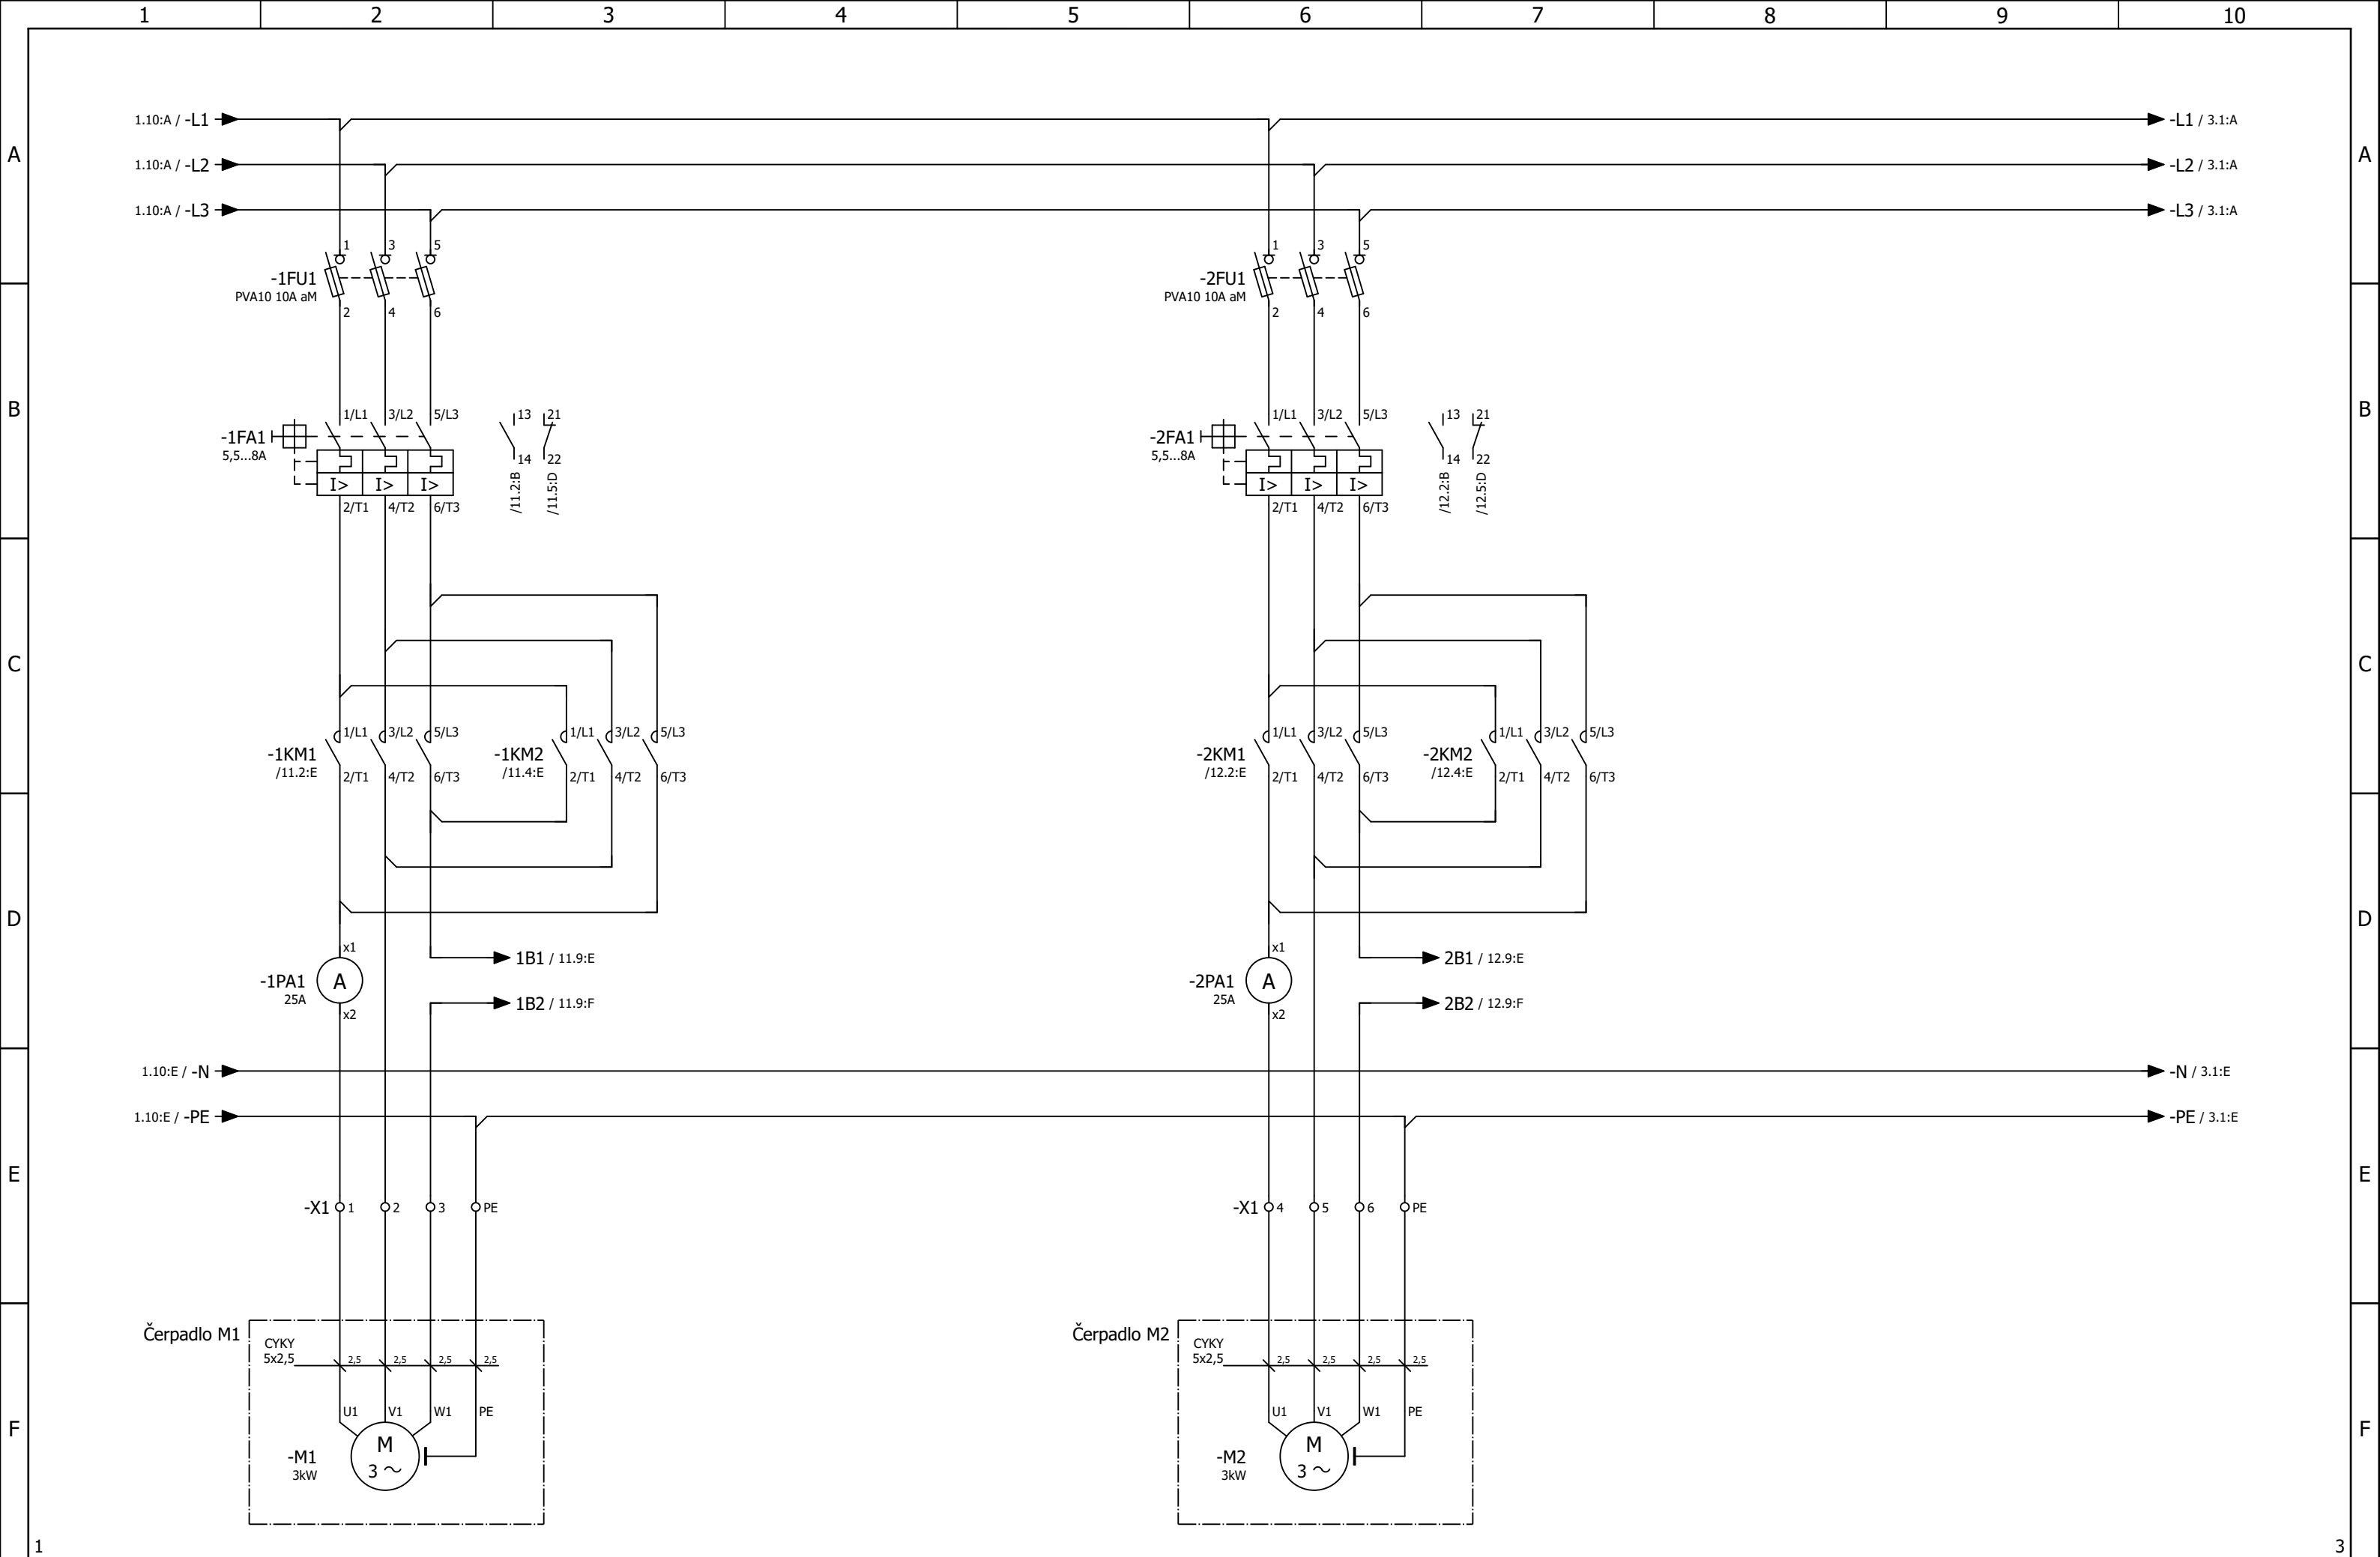 1 2 3 4 5 6 7 8 9 10
1.10:A / -L1
-L1 / 3.1:A
A
A
1.10:A / -L2
-L2 / 3.1:A
1.10:A / -L3
-L3 / 3.1:A
1 3 5
-1FU1
PVA10 10A aM
2 4 6
1 3 5
-2FU1
PVA10 10A aM
2 4 6
B
B
1/L1 3/L2 5/L3
-1FA1
5,5...8A
I> I> I>
2/T1 4/T2 6/T3
13 21
14 22
/11.2:B
/11.5:D
1/L1 3/L2 5/L3
-2FA1
5,5...8A
I> I> I>
2/T1 4/T2 6/T3
13 21
14 22
/12.2:B
/12.5:D
C
C
1/L1 3/L2 5/L3
-1KM1
/11.2:E
2/T1 4/T2 6/T3
1/L1 3/L2 5/L3
-1KM2
/11.4:E
2/T1 4/T2 6/T3
1/L1 3/L2 5/L3
-2KM1
/12.2:E
2/T1 4/T2 6/T3
1/L1 3/L2 5/L3
-2KM2
/12.4:E
2/T1 4/T2 6/T3
D
D
x1
-1PA1
25A
A
x2
1B1 / 11.9:E
1B2 / 11.9:F
x1
-2PA1
25A
A
x2
2B1 / 12.9:E
2B2 / 12.9:F
1.10:E / -N
-N / 3.1:E
1.10:E / -PE
-PE / 3.1:E
E
E
-X1 1 2 3 PE
-X1 4 5 6 PE
Čerpadlo M1
CYKY
5x2,5
2,5 2,5 2,5 2,5
U1 V1 W1 PE
-M1
3kW
M
3 ~
Čerpadlo M2
CYKY
5x2,5
2,5 2,5 2,5 2,5
U1 V1 W1 PE
-M2
3kW
M
3 ~
F
F
1
3